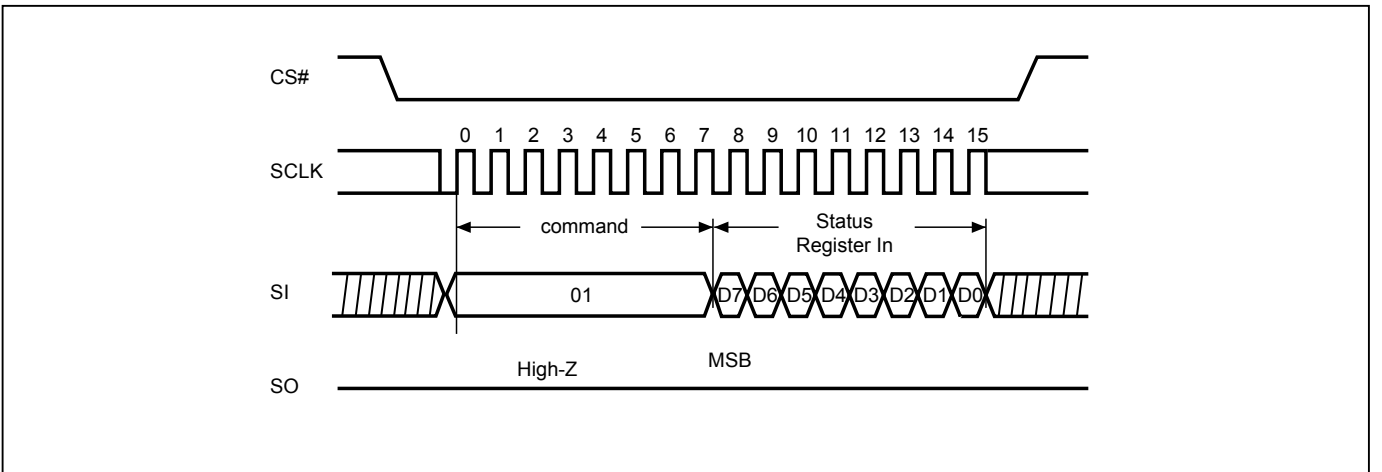 CS#
0 1 2 3 4 5 6 7 8 9 10 11 12 13 14 15
SCLK
command
Status
Register In
SI
01
D7 D6 D5 D4 D3 D2 D1 D0
High-Z
MSB
SO